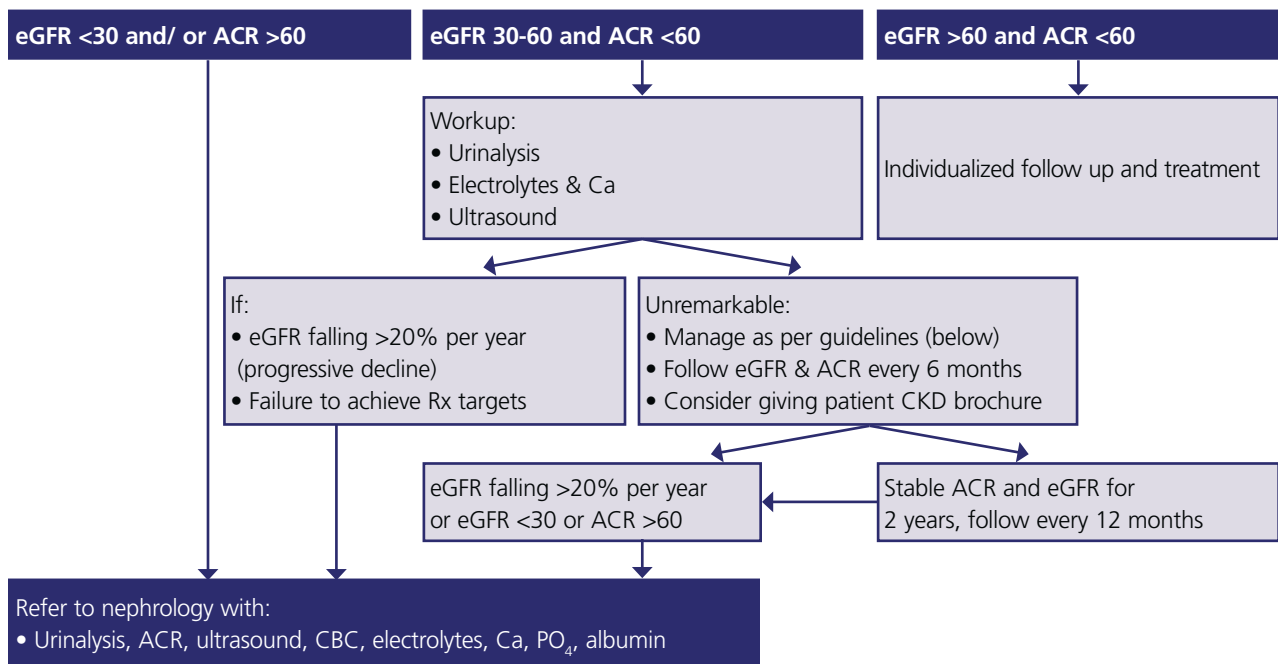 eGFR <30 and/ or ACR >60
eGFR 30-60 and ACR <60
eGFR >60 and ACR <60
Workup:
• Urinalysis
• Electrolytes & Ca
• Ultrasound
Individualized follow up and treatment
If:
• eGFR falling >20% per year
(progressive decline)
• Failure to achieve Rx targets
Unremarkable:
• Manage as per guidelines (below)
• Follow eGFR & ACR every 6 months
• Consider giving patient CKD brochure
eGFR falling >20% per year
or eGFR <30 or ACR >60
Stable ACR and eGFR for
2 years, follow every 12 months
Refer to nephrology with:
• Urinalysis, ACR, ultrasound, CBC, electrolytes, Ca, PO₄, albumin